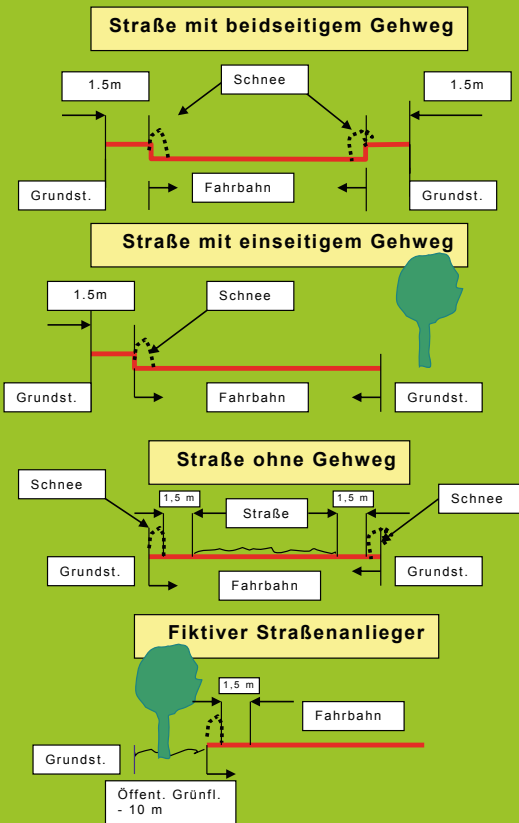 Straße mit beidseitigem Gehweg
1.5m
Schnee
1.5m
Grundst.
Fahrbahn
Grundst.
Straße mit einseitigem Gehweg
1.5m
Schnee
Grundst.
Fahrbahn
Grundst.
Straße ohne Gehweg
Schnee
1,5 m
Straße
1,5 m
Schnee
Grundst.
Fahrbahn
Grundst.
Fiktiver Straßenanlieger
1,5 m
Fahrbahn
Grundst.
Öffent. Grünfl.
- 10 m